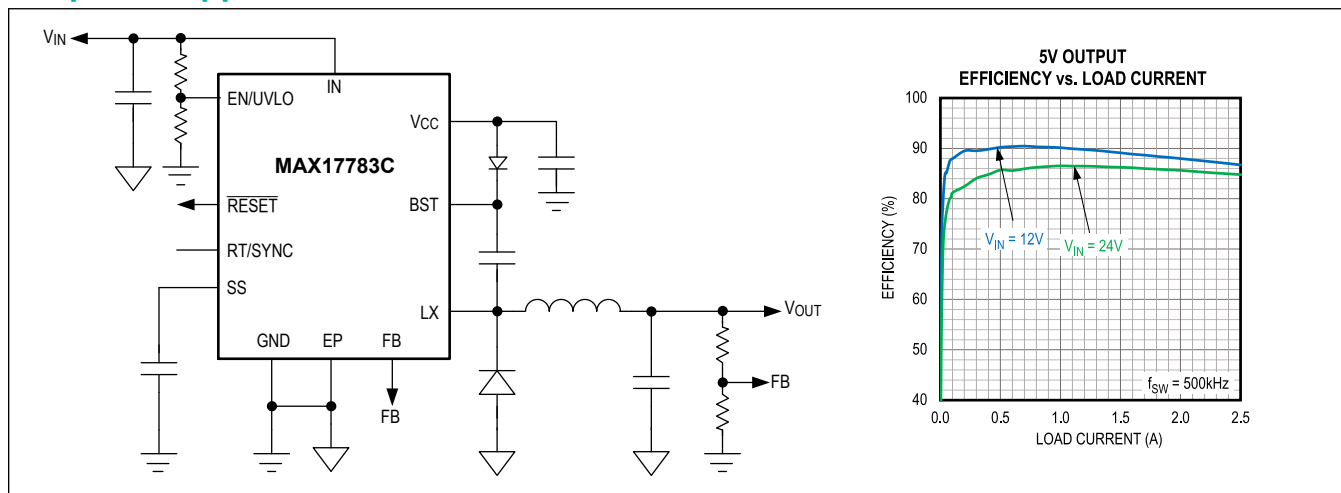 VIN
IN
EN/UVLO
VCC
MAX17783C
RESET
BST
RT/SYNC
SS
LX
VOUT
GND EP FB
FB
FB
5V OUTPUT
EFFICIENCY vs. LOAD CURRENT
100
90
80
70
60
50
40
EFFICIENCY (%)
VIN = 12V
VIN = 24V
fSW = 500kHz
0.0 0.5 1.0 1.5 2.0 2.5
LOAD CURRENT (A)